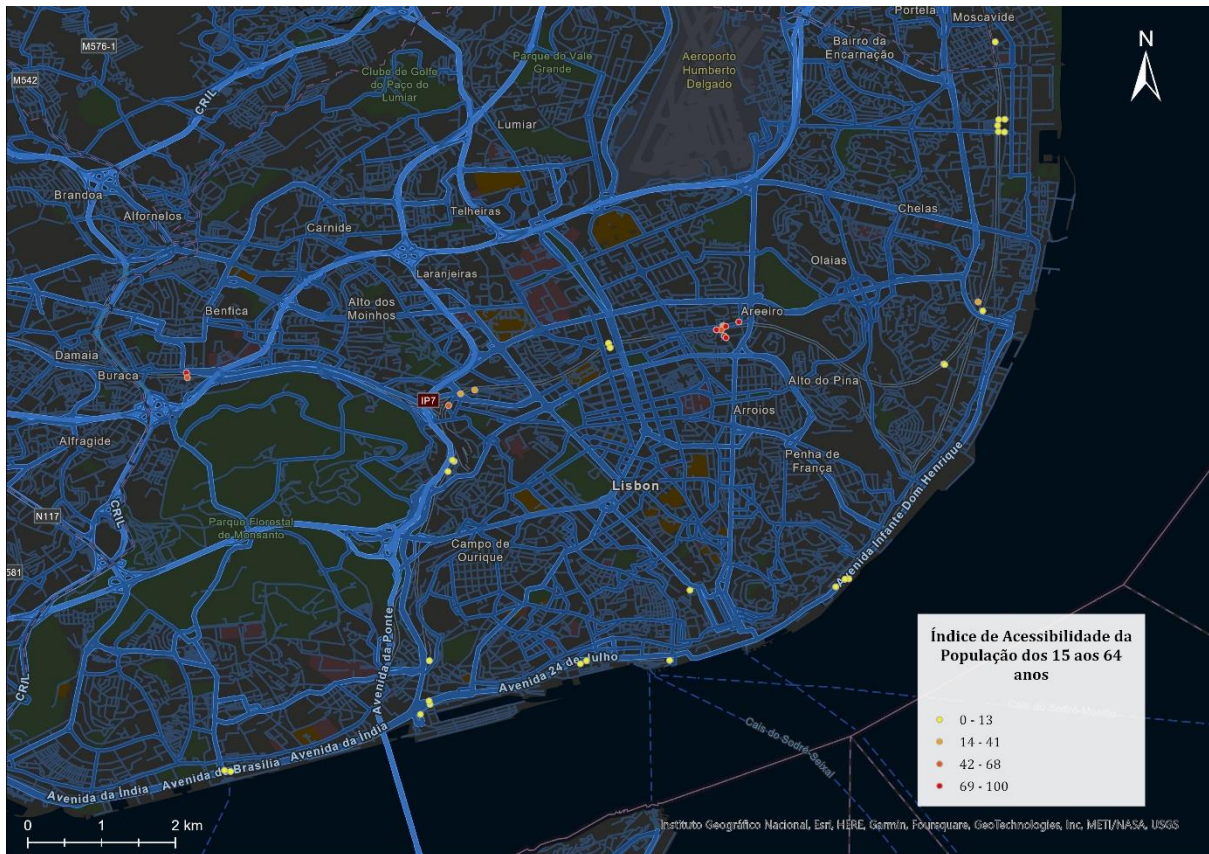 Portela
Moscavide
M576-1
Bairro da
Encarnação
N
Parque do Vale
Grande
Aeroporto
Humberto
Delgado
Clube de Golfe
do Paço do
Lumiar
M542
CRIL
Lumiar
Brandoa
Alfornelos
Telheiras
Chelas
Carnide
Olaias
Laranjeiras
Benfica
Alto dos
Moinhos
Areeiro
Damaia
Buraca
Alto do Pina
IP7
Arroios
Alfragide
Penha de
França
Lisbon
CRIL
N117
Parque Florestal
de Monsanto
Campo de
Ourique
Avenida Infante Dom Henrique
581
Avenida da Ponte
Avenida 24 de Julho
CRIL
Avenida da Índia
Avenida de Brasília
Avenida da Índia
Cais do Sodré-Seixal
Índice de Acessibilidade da
População dos 15 aos 64
anos
0 - 13
14 - 41
42 - 68
69 - 100
0 1 2 km
Instituto Geográfico Nacional, Esri, HERE, Garmin, Foursquare, GeoTechnologies, Inc, METI/NASA, USGS